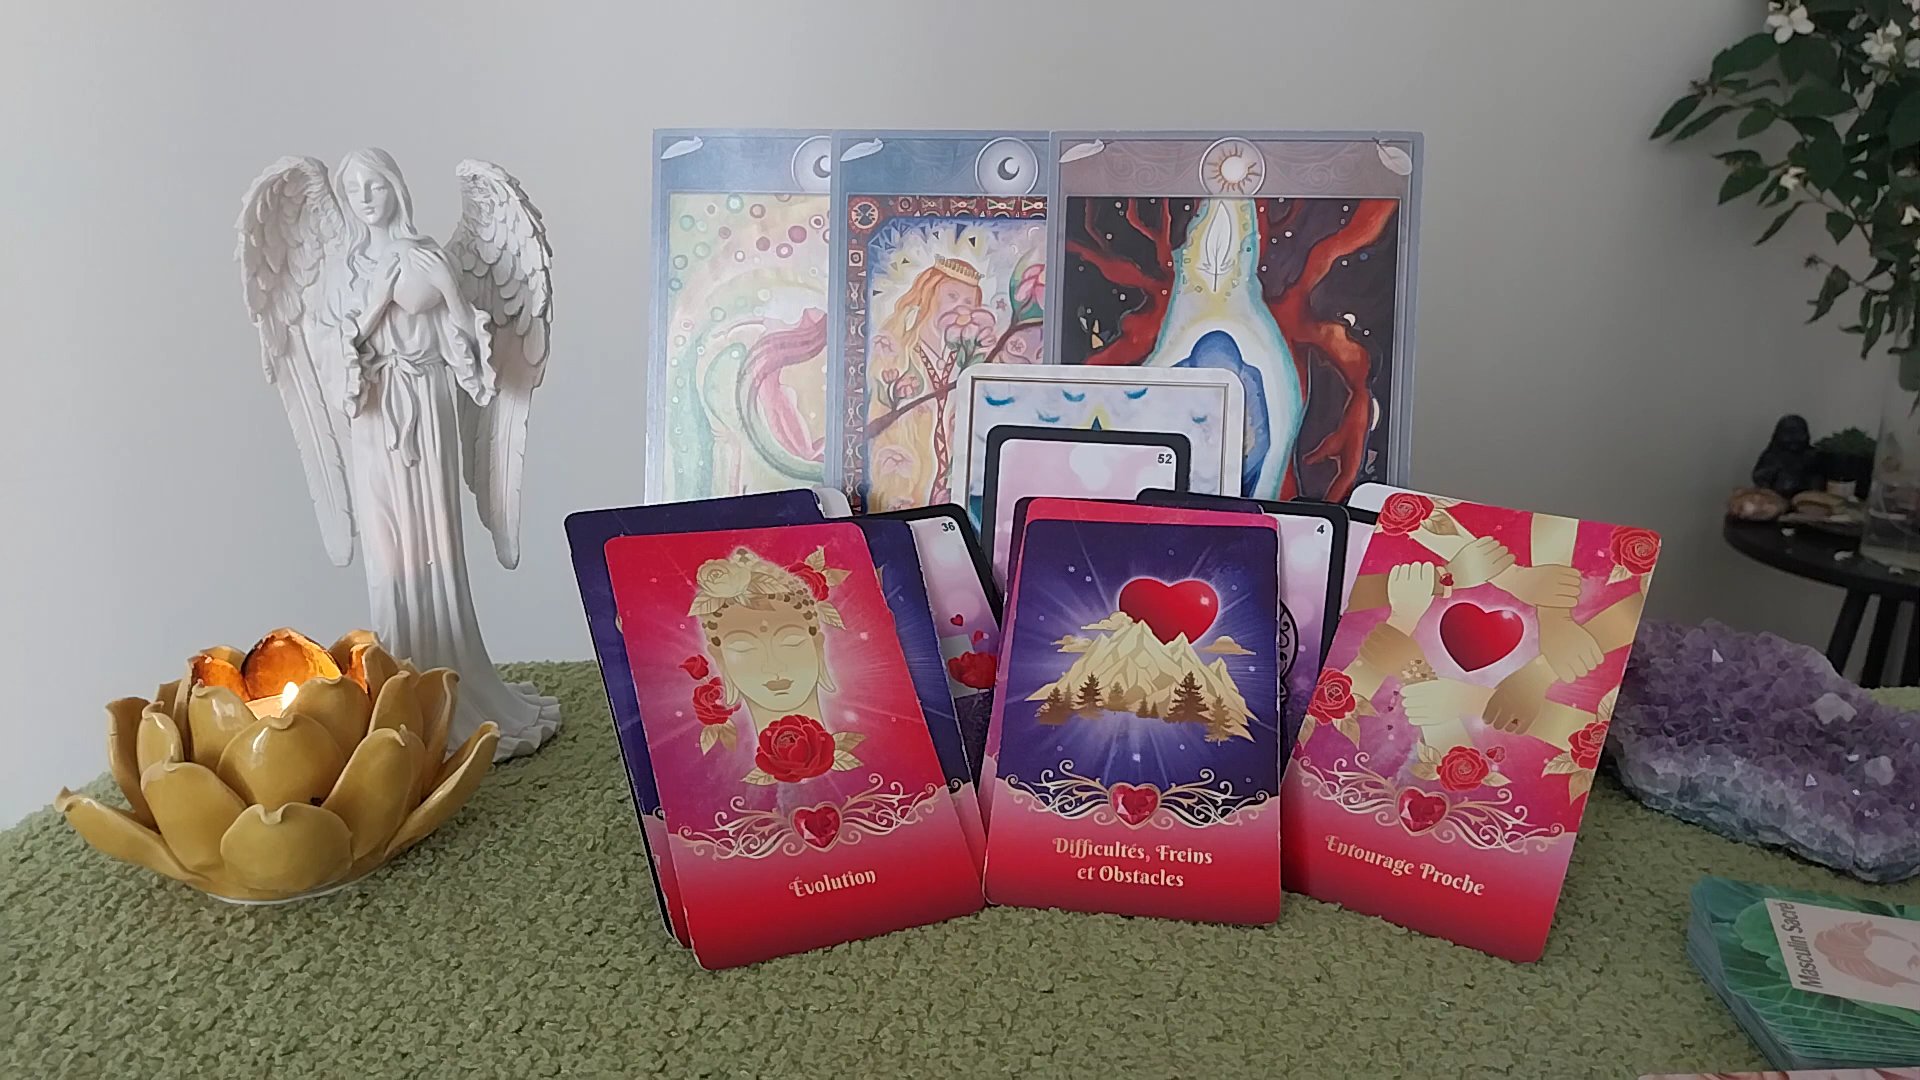 52
36
4
Évolution
Difficultés, Freins
et Obstacles
Entourage Proche
Masculin Sacré